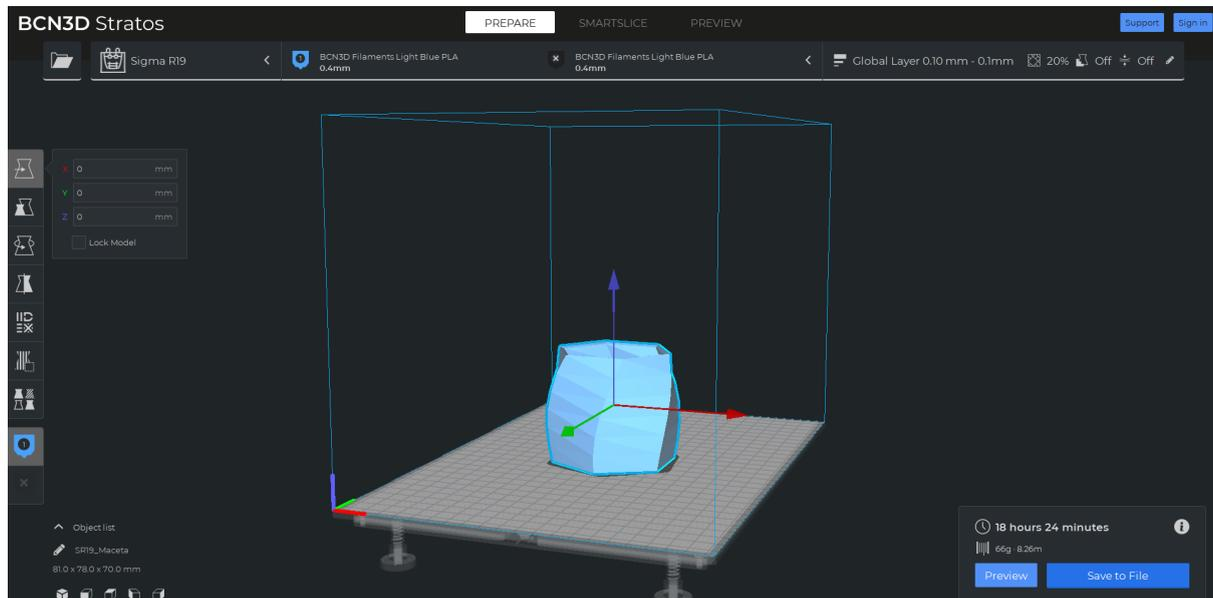 BCN3D Stratos
PREPARE
SMARTSLICE
PREVIEW
Support
Sign in
Sigma R19
1
BCN3D Filaments Light Blue PLA
0.4mm
BCN3D Filaments Light Blue PLA
0.4mm
Global Layer 0.10 mm - 0.1mm
20%
Off
Off
X 0 mm
Y 0 mm
Z 0 mm
Lock Model
1
Object list
SR19_Maceta
81.0 x 78.0 x 70.0 mm
18 hours 24 minutes
66g · 8.26m
Preview
Save to File